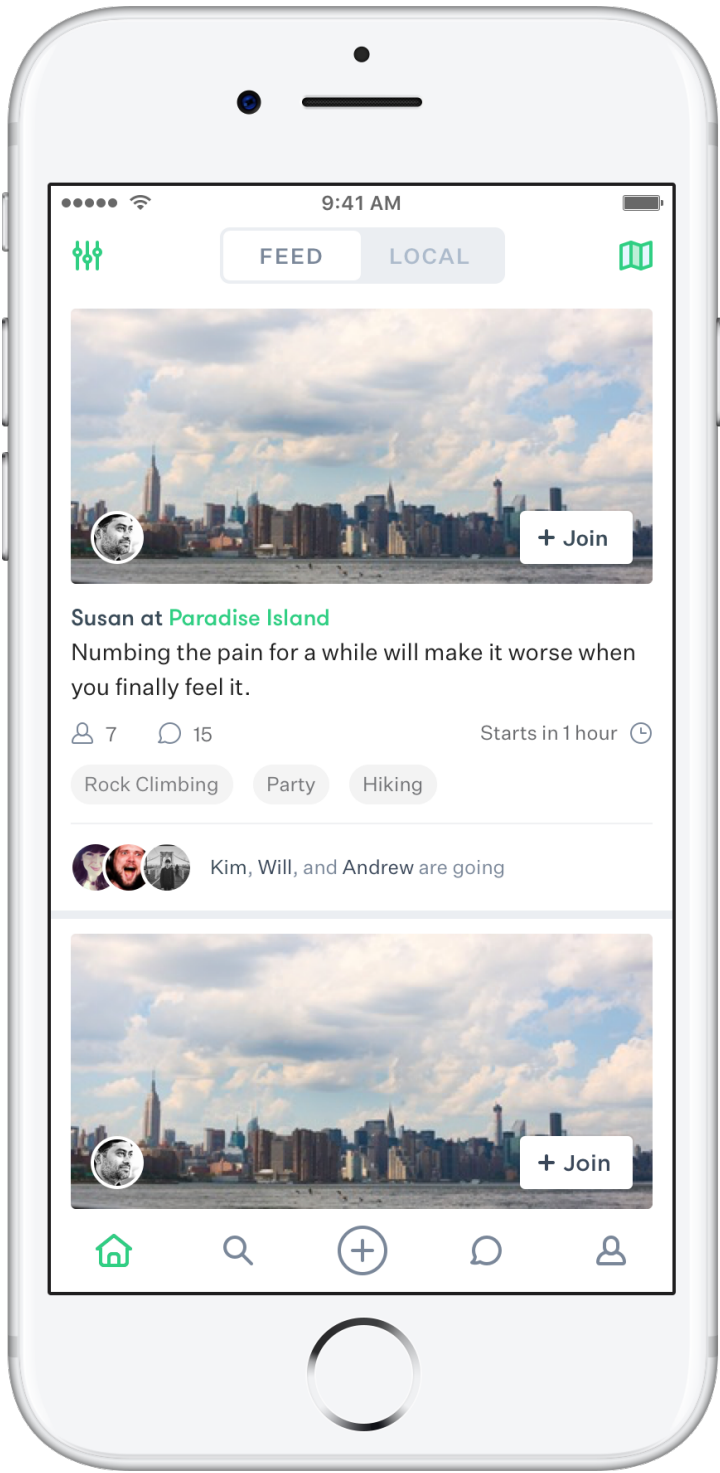 9:41 AM
FEED LOCAL
+ Join
Susan at Paradise Island
Numbing the pain for a while will make it worse when
you finally feel it.
7 15 Starts in 1 hour
Rock Climbing Party Hiking
Kim, Will, and Andrew are going
+ Join